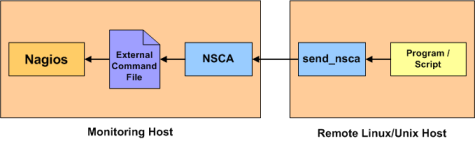 Nagios
External
Command
File
NSCA
send_nsca
Program /
Script
Monitoring Host
Remote Linux/Unix Host